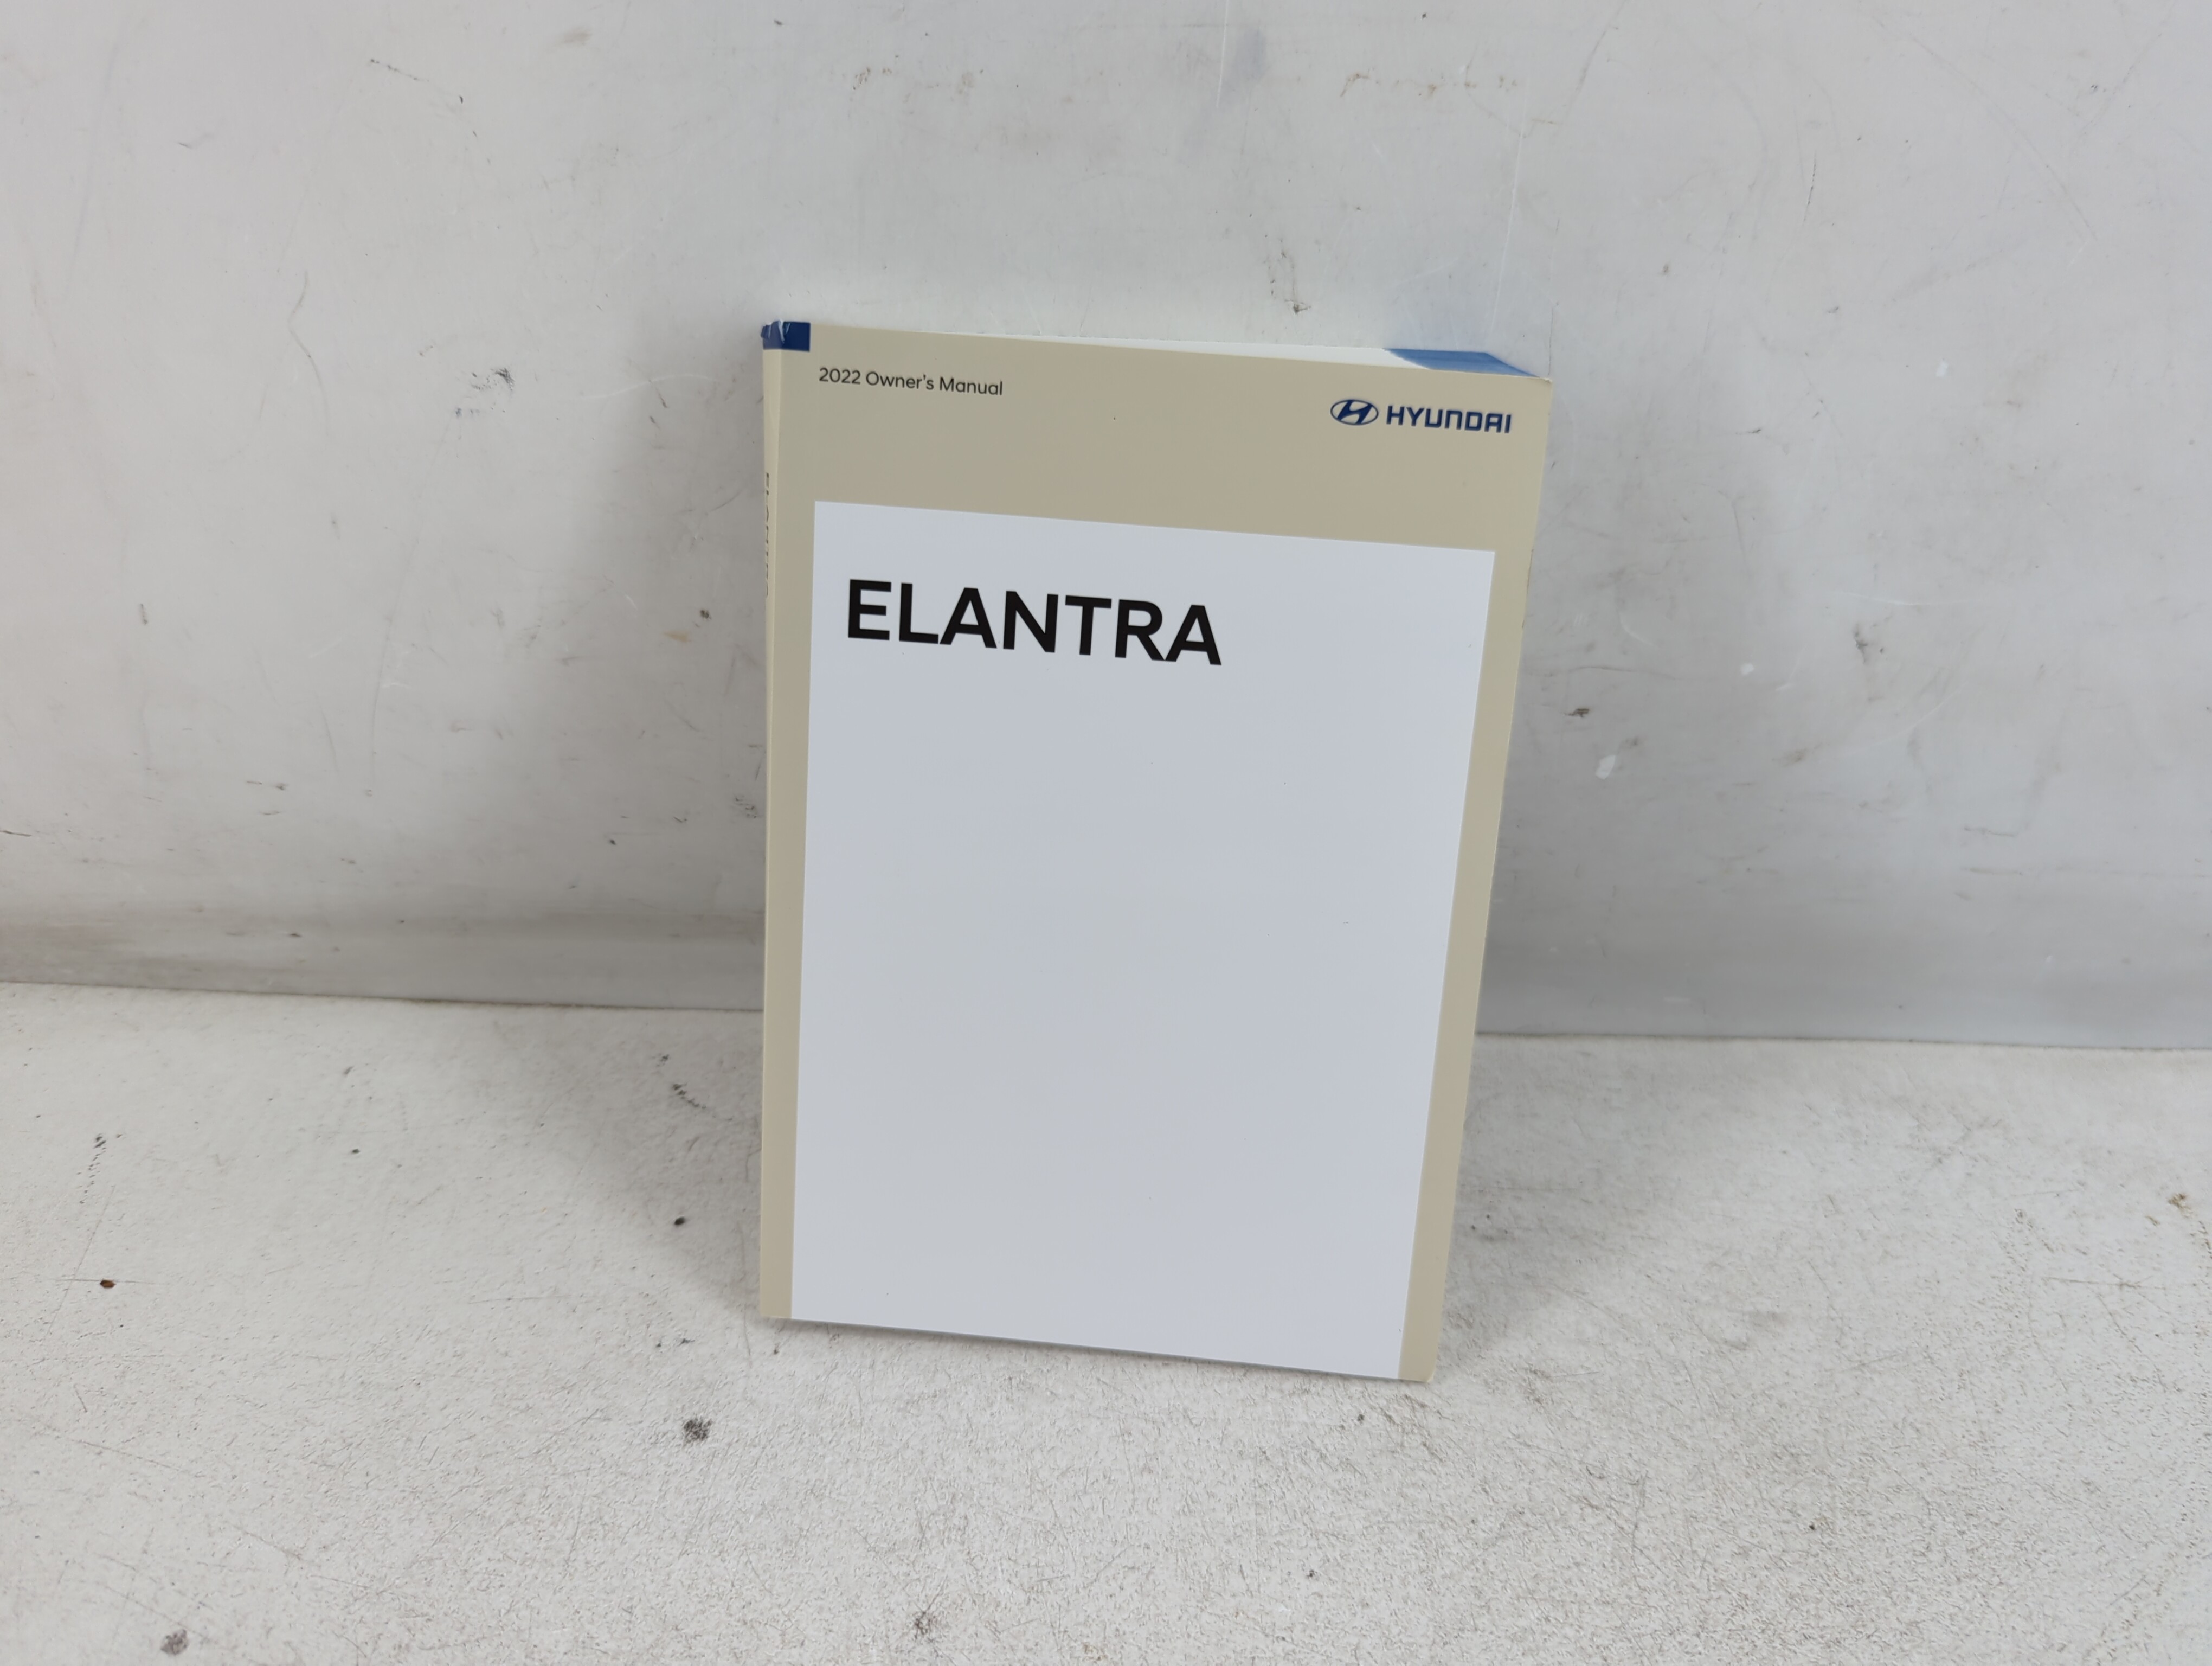 2022 Owner's Manual
HYUNDAI
ELANTRA